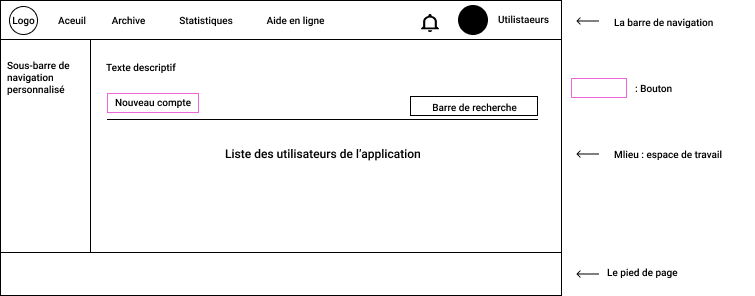 Logo
Aceuil
Archive
Statistiques
Aide en ligne
Utilistaeurs
La barre de navigation
Sous-barre de
navigation
personnalisé
Texte descriptif
Nouveau compte
Barre de recherche
: Bouton
Liste des utilisateurs de l'application
Mlieu : espace de travail
Le pied de page